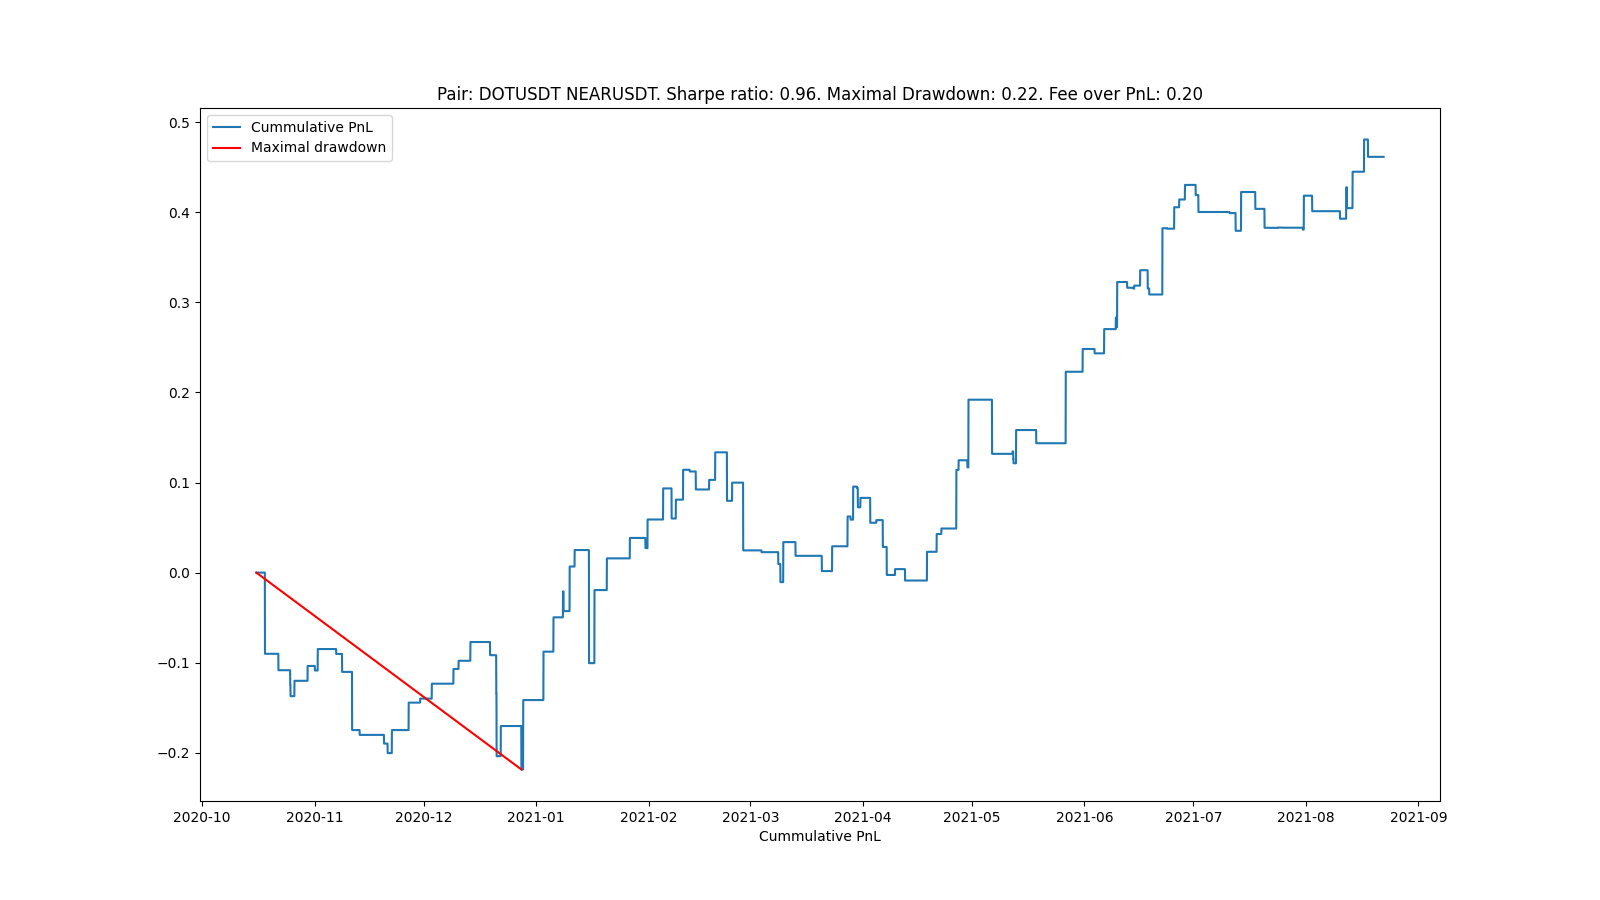 Pair: DOTUSDT NEARUSDT. Sharpe ratio: 0.96. Maximal Drawdown: 0.22. Fee over PnL: 0.20
Cummulative PnL
Maximal drawdown
0.5
0.4
0.3
0.2
0.1
0.0
−0.1
−0.2
2020-10 2020-11 2020-12 2021-01 2021-02 2021-03 2021-04 2021-05 2021-06 2021-07 2021-08 2021-09
Cummulative PnL